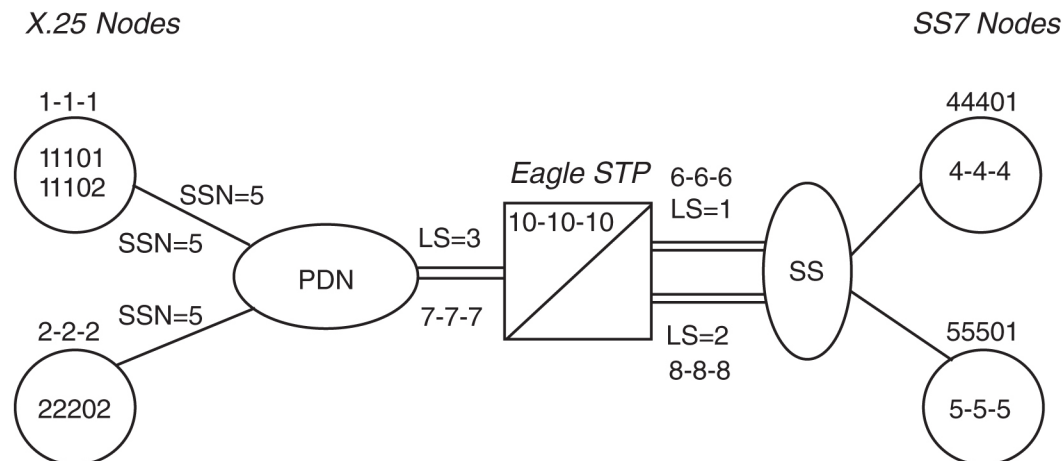 X.25 Nodes
SS7 Nodes
1-1-1
11101
11102
SSN=5
SSN=5
SSN=5
2-2-2
22202
PDN
LS=3
7-7-7
Eagle STP
10-10-10
6-6-6
LS=1
LS=2
8-8-8
SS
44401
4-4-4
55501
5-5-5